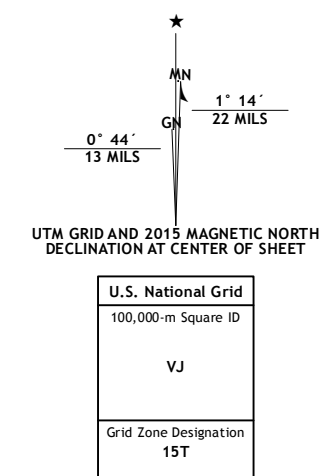 ★
MN
1° 14´
22 MILS
GN
0° 44´
13 MILS
UTM GRID AND 2015 MAGNETIC NORTH
DECLINATION AT CENTER OF SHEET
U.S. National Grid
100,000-m Square ID
VJ
Grid Zone Designation
15T